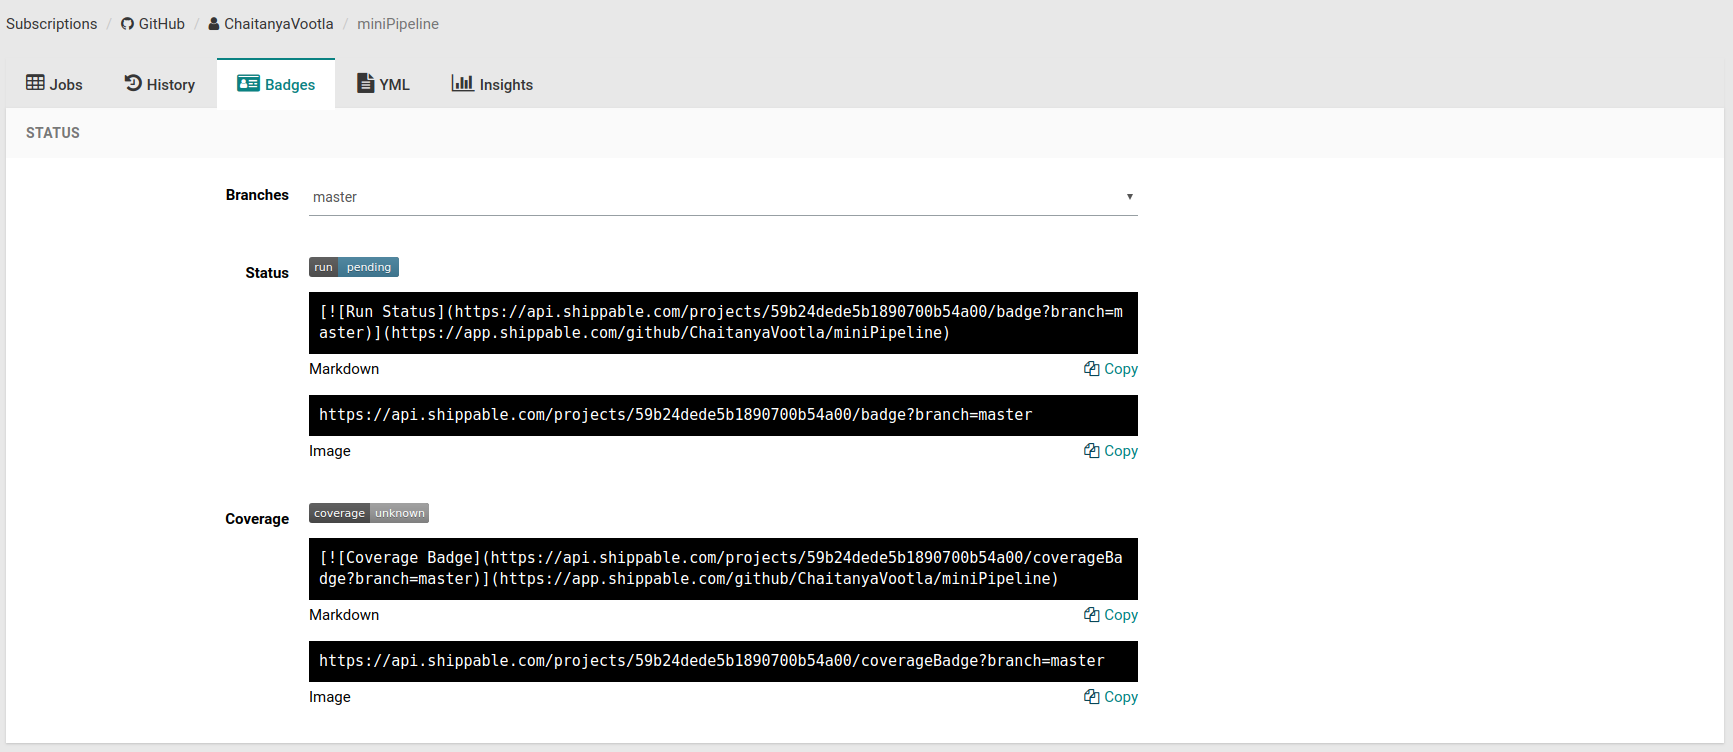 Subscriptions / GitHub / ChaitanyaVootla / miniPipeline
Jobs History Badges YML Insights
STATUS
Branches master
Status run pending
[![Run Status](https://api.shippable.com/projects/59b24dede5b1890700b54a00/badge?branch=m
aster)](https://app.shippable.com/github/ChaitanyaVootla/miniPipeline)
Markdown Copy
https://api.shippable.com/projects/59b24dede5b1890700b54a00/badge?branch=master
Image Copy
Coverage coverage unknown
[![Coverage Badge](https://api.shippable.com/projects/59b24dede5b1890700b54a00/coverageBa
dge?branch=master)](https://app.shippable.com/github/ChaitanyaVootla/miniPipeline)
Markdown Copy
https://api.shippable.com/projects/59b24dede5b1890700b54a00/coverageBadge?branch=master
Image Copy